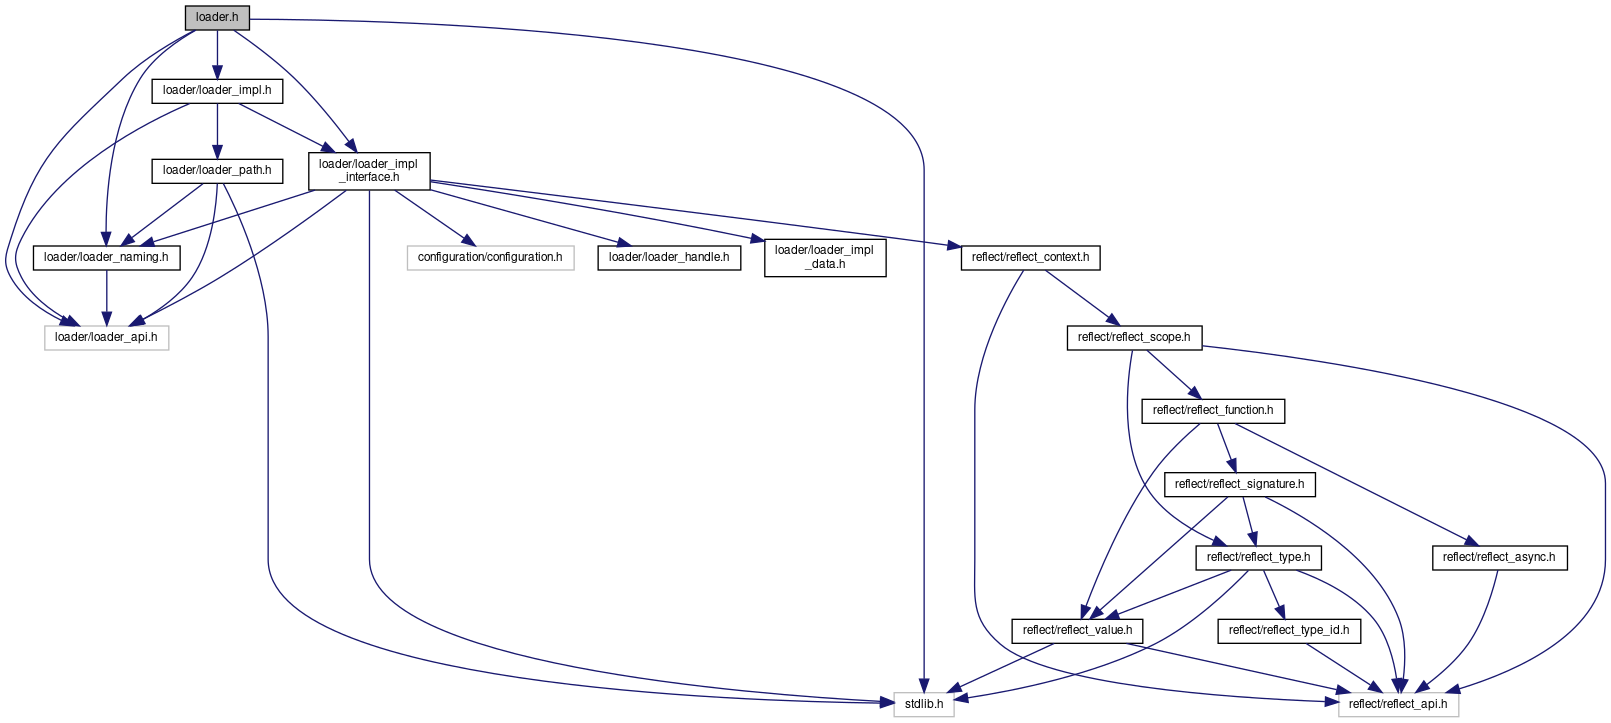 loader.h
loader/loader_impl.h
loader/loader_impl
_interface.h
loader/loader_path.h
loader/loader_naming.h
configuration/configuration.h
loader/loader_handle.h
loader/loader_impl
_data.h
reflect/reflect_context.h
loader/loader_api.h
reflect/reflect_scope.h
reflect/reflect_function.h
reflect/reflect_signature.h
reflect/reflect_type.h
reflect/reflect_async.h
reflect/reflect_value.h
reflect/reflect_type_id.h
stdlib.h
reflect/reflect_api.h